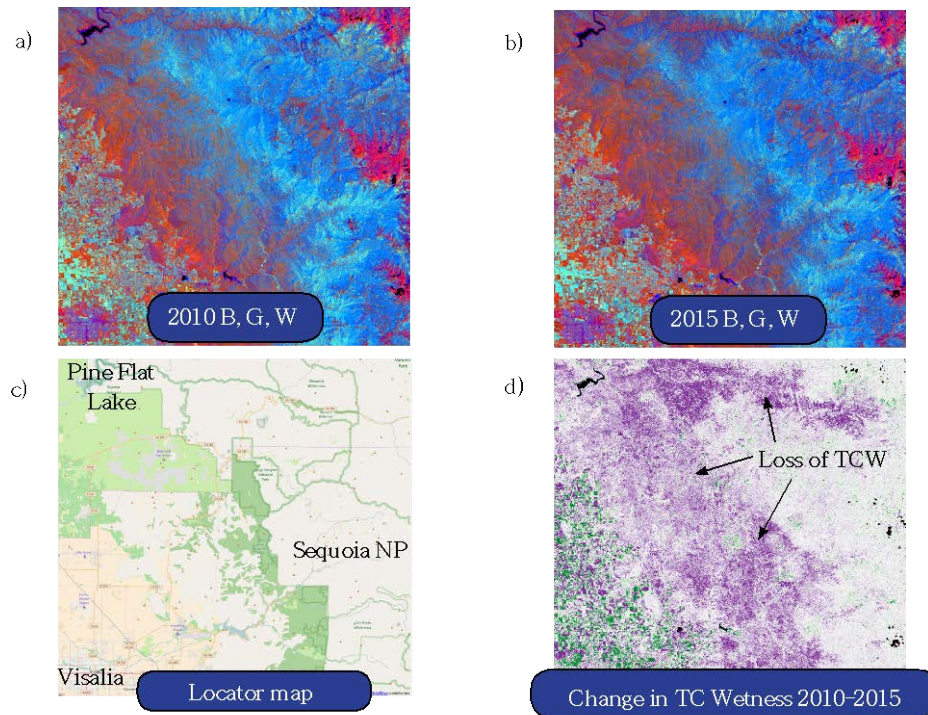 a)
2010 B, G, W
b)
2015 B, G, W
c)
Pine Flat
Lake
Sequoia NP
Visalia
Locator map
d)
Loss of TCW
Change in TC Wetness 2010–2015